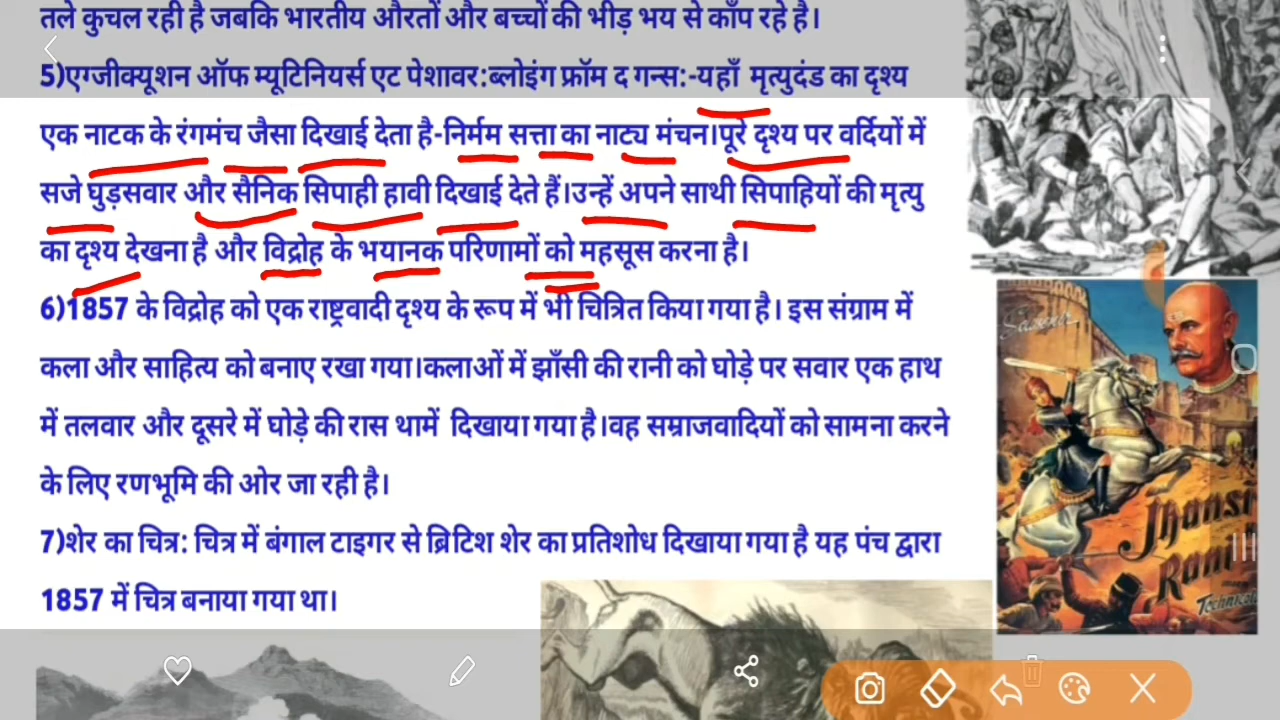 तले कुचल रही है जबकि भारतीय औरतों और बच्चों की भीड़ भय से काँप रहे है।
5)एग्जीक्यूशन ऑफ म्यूटिनियर्स एट पेशावर:ब्लोइंग फ्रॉम द गन्स:-यहाँ मृत्युदंड का दृश्य
एक नाटक के रंगमंच जैसा दिखाई देता है-निर्मम सत्ता का नाट्य मंचन।पूरे दृश्य पर वर्दियों में
सजे घुड़सवार और सैनिक सिपाही हावी दिखाई देते हैं।उन्हें अपने साथी सिपाहियों की मृत्यु
का दृश्य देखना है और विद्रोह के भयानक परिणामों को महसूस करना है।
6)1857 के विद्रोह को एक राष्ट्रवादी दृश्य के रूप में भी चित्रित किया गया है। इस संग्राम में
कला और साहित्य को बनाए रखा गया।कलाओं में झाँसी की रानी को घोड़े पर सवार एक हाथ
में तलवार और दूसरे में घोड़े की रास थामें दिखाया गया है।वह सम्राजवादियों को सामना करने
के लिए रणभूमि की ओर जा रही है।
7)शेर का चित्र: चित्र में बंगाल टाइगर से ब्रिटिश शेर का प्रतिशोध दिखाया गया है यह पंच द्वारा
1857 में चित्र बनाया गया था।
Jhansi
Rani